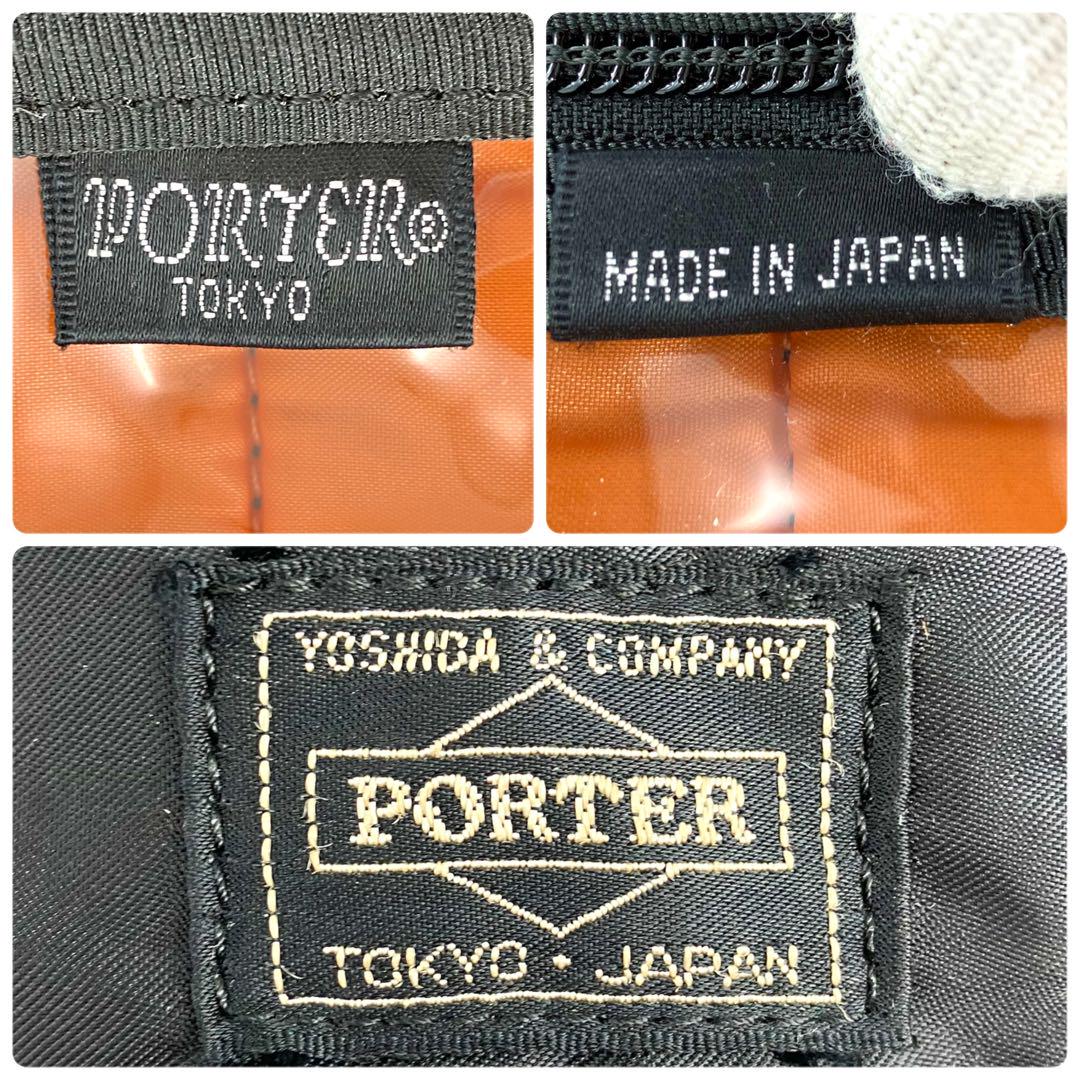 PORTER®
TOKYO
MADE IN JAPAN
YOSHIDA & COMPANY
PORTER
TOKYO · JAPAN